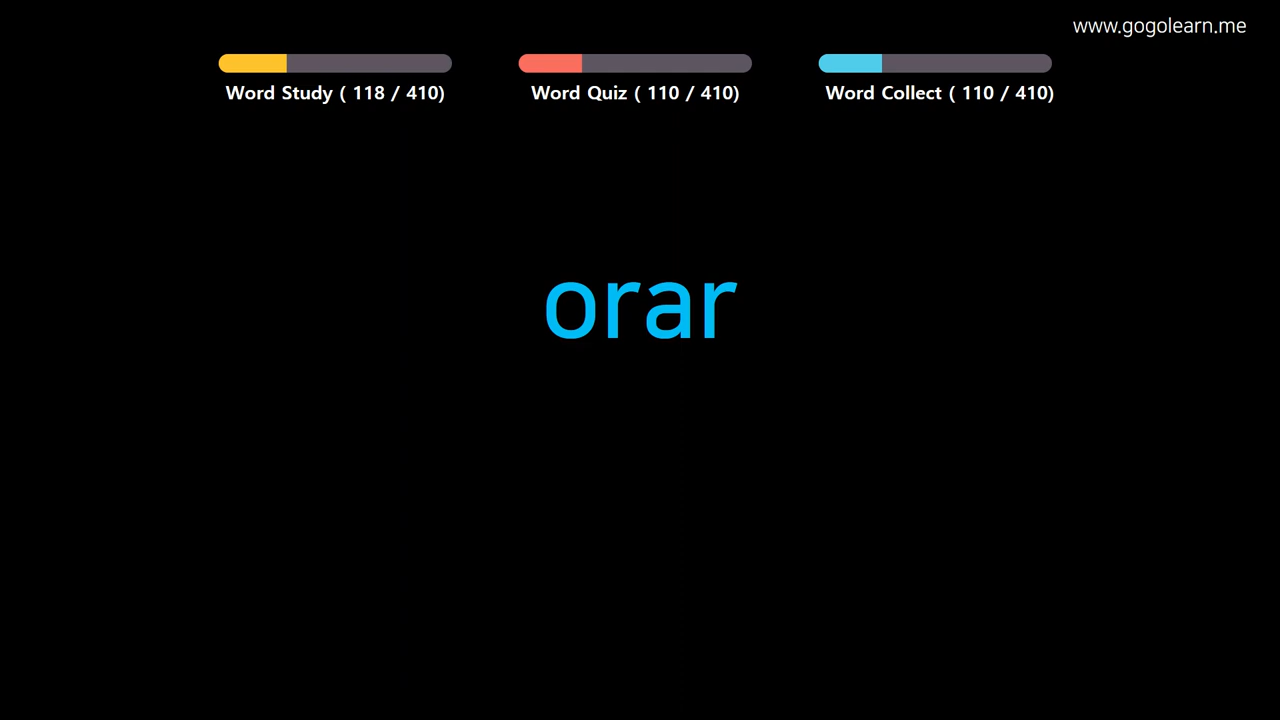 www.gogolearn.me
Word Study ( 118 / 410)
Word Quiz ( 110 / 410)
Word Collect ( 110 / 410)
orar